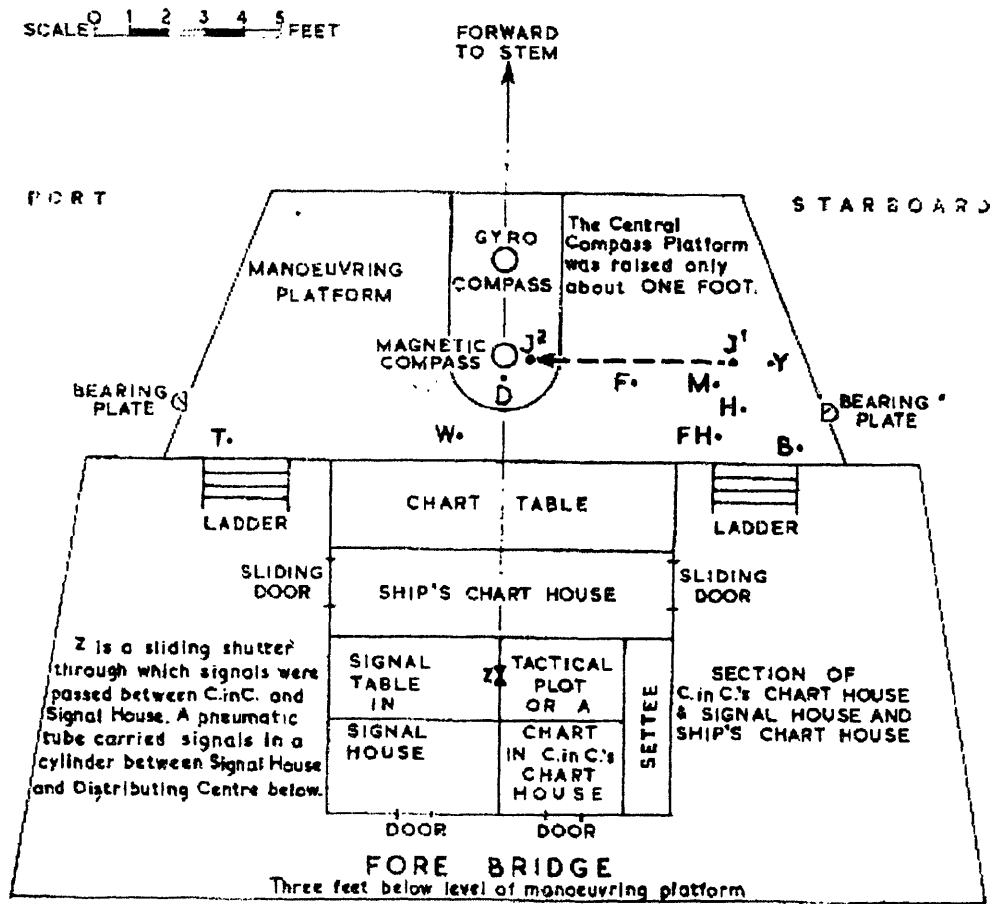 SCALE 0 1 2 3 4 5 FEET
FORWARD
TO STEM
PORT
STARBOARD
GYRO
COMPASS
The Central
Compass Platform
was raised only
about ONE FOOT.
MANOEUVRING
PLATFORM
MAGNETIC
COMPASS
J²
J¹
Y
F
M
D
H
BEARING
PLATE
BEARING
PLATE
T
W
FH
B
CHART TABLE
LADDER
LADDER
SLIDING
DOOR
SHIP'S CHART HOUSE
SLIDING
DOOR
Z is a sliding shutter
through which signals were
passed between C.inC. and
Signal House. A pneumatic
tube carried signals in a
cylinder between Signal House
and Distributing Centre below.
SIGNAL
TABLE
IN
SIGNAL
HOUSE
Z
TACTICAL
PLOT
OR A
CHART
IN C.inC.'s
CHART
HOUSE
SETTEE
SECTION OF
C.inC.'s CHART HOUSE
& SIGNAL HOUSE AND
SHIP'S CHART HOUSE
DOOR
DOOR
FORE BRIDGE
Three feet below level of manoeuvring platform